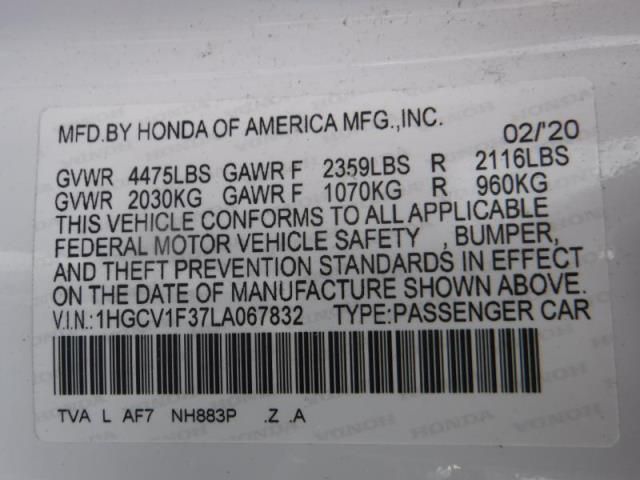 MFD.BY HONDA OF AMERICA MFG.,INC. 02/'20
GVWR 4475LBS GAWR F 2359LBS R 2116LBS
GVWR 2030KG GAWR F 1070KG R 960KG
THIS VEHICLE CONFORMS TO ALL APPLICABLE
FEDERAL MOTOR VEHICLE SAFETY , BUMPER,
AND THEFT PREVENTION STANDARDS IN EFFECT
ON THE DATE OF MANUFACTURE SHOWN ABOVE.
V.I.N.:1HGCV1F37LA067832 TYPE:PASSENGER CAR
TVA L AF7 NH883P .Z .A